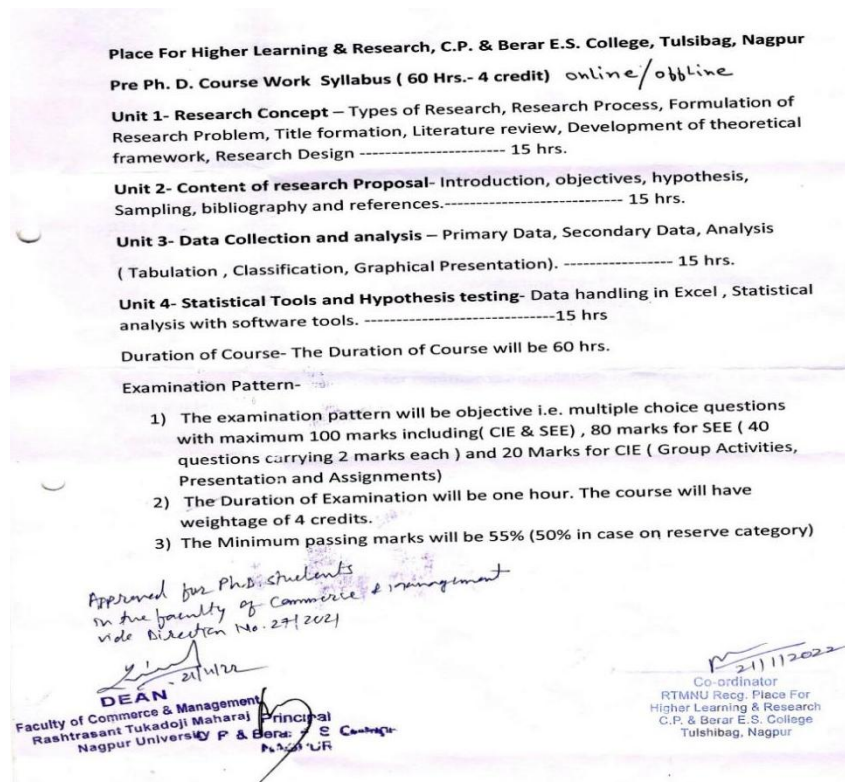 Place For Higher Learning & Research, C.P. & Berar E.S. College, Tulsibag, Nagpur
Pre Ph. D. Course Work Syllabus ( 60 Hrs.- 4 credit) online/offline
Unit 1- Research Concept – Types of Research, Research Process, Formulation of
Research Problem, Title formation, Literature review, Development of theoretical
framework, Research Design ----------------------- 15 hrs.
Unit 2- Content of research Proposal- Introduction, objectives, hypothesis,
Sampling, bibliography and references.---------------------------- 15 hrs.
Unit 3- Data Collection and analysis – Primary Data, Secondary Data, Analysis
( Tabulation , Classification, Graphical Presentation). ----------------- 15 hrs.
Unit 4- Statistical Tools and Hypothesis testing- Data handling in Excel , Statistical
analysis with software tools. ------------------------------15 hrs
Duration of Course- The Duration of Course will be 60 hrs.
Examination Pattern-
1) The examination pattern will be objective i.e. multiple choice questions
with maximum 100 marks including( CIE & SEE) , 80 marks for SEE ( 40
questions carrying 2 marks each ) and 20 Marks for CIE ( Group Activities,
Presentation and Assignments)
2) The Duration of Examination will be one hour. The course will have
weightage of 4 credits.
3) The Minimum passing marks will be 55% (50% in case on reserve category)
Approved for Ph.D. students
in the faculty of Commerce & management
vide Direction No. 27/2021
DEAN
Faculty of Commerce & Management
Rashtrasant Tukadoji Maharaj
Nagpur University
Principal
P & Berar
NAGPUR
21/11/2022
Co-ordinator
RTMNU Recg. Place For
Higher Learning & Research
C.P. & Berar E.S. College
Tulshibag, Nagpur